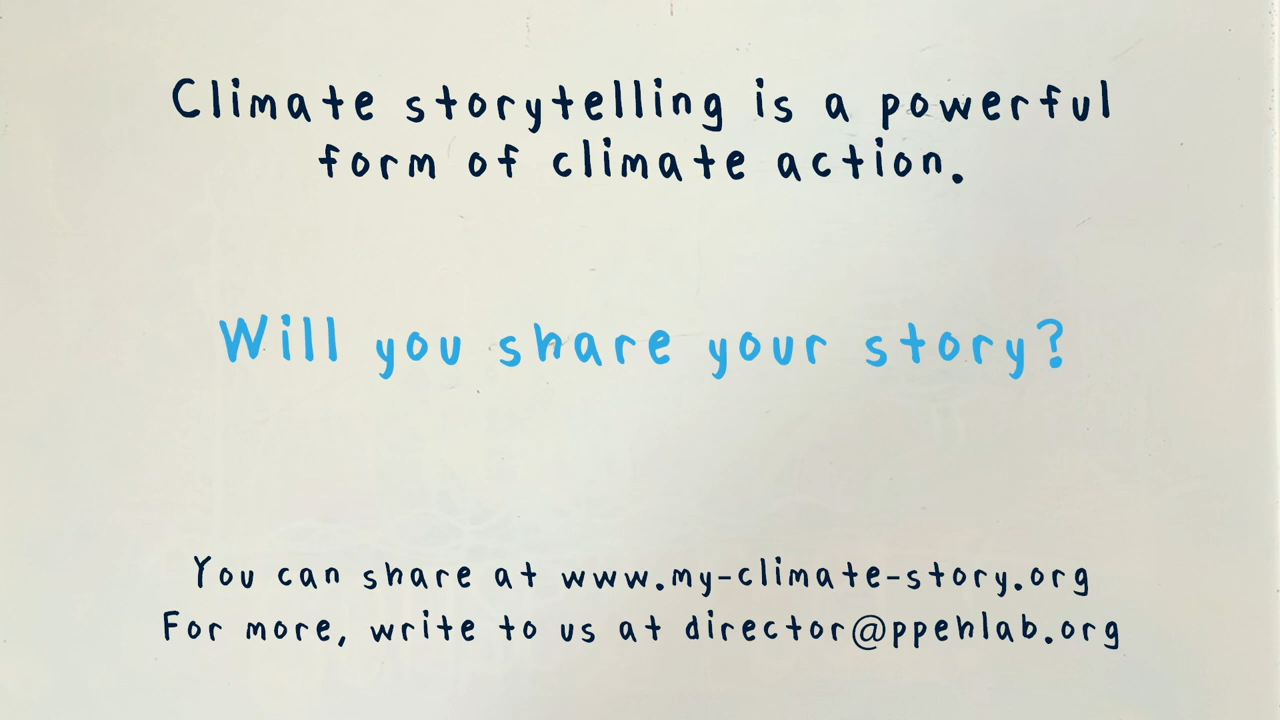 Climate storytelling is a powerful
form of climate action.
Will you share your story?
You can share at www.my-climate-story.org
For more, write to us at director@ppehlab.org